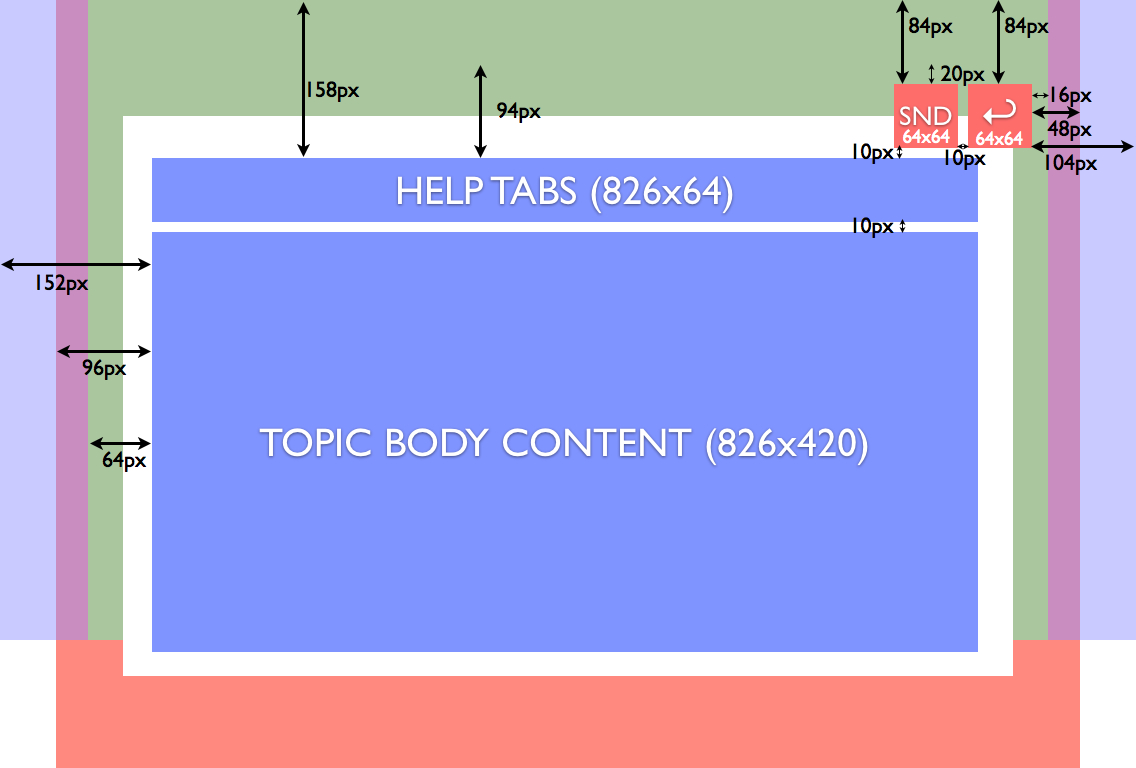 84px
84px
20px
158px
94px
16px
SND
64x64
64x64
48px
10px
10px
104px
HELP TABS (826x64)
10px
152px
96px
TOPIC BODY CONTENT (826x420)
64px